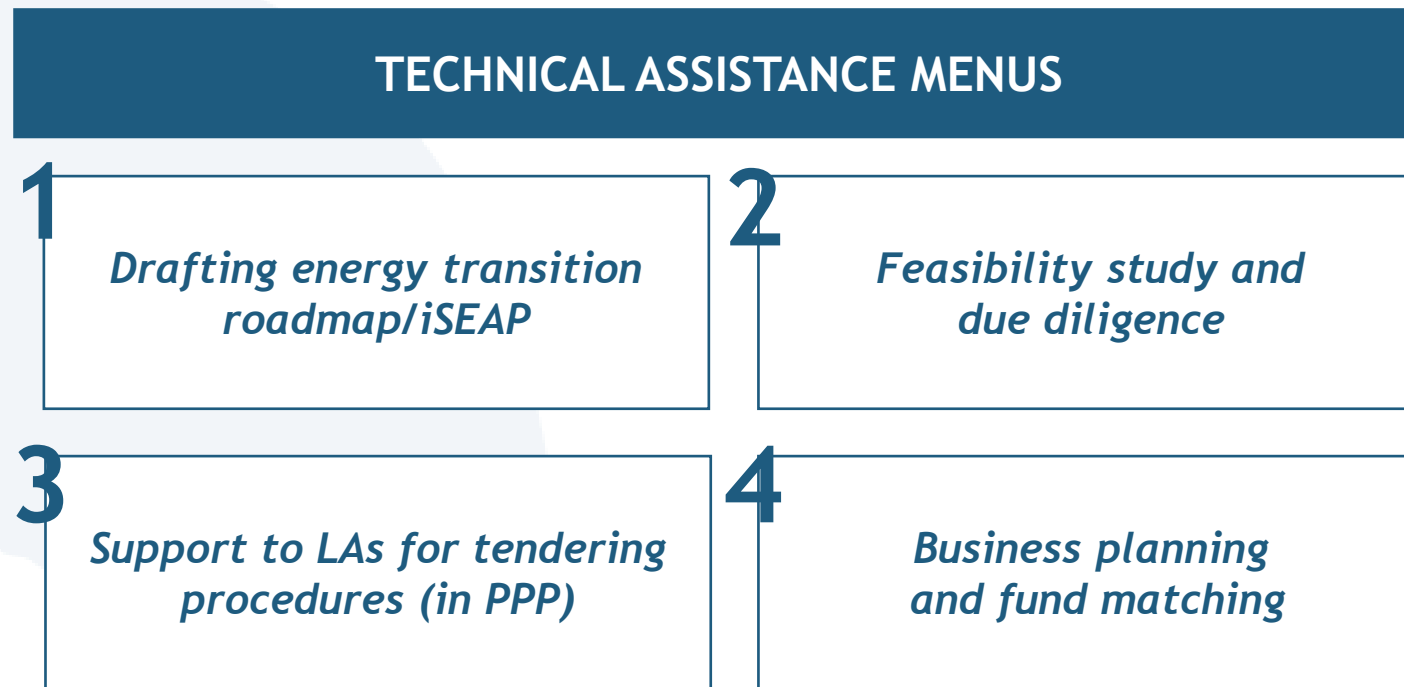 TECHNICAL ASSISTANCE MENUS
1
Drafting energy transition
roadmap/iSEAP
2
Feasibility study and
due diligence
3
Support to LAs for tendering
procedures (in PPP)
4
Business planning
and fund matching